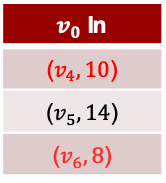 v₀ In
(v₄, 10)
(v₅, 14)
(v₆, 8)